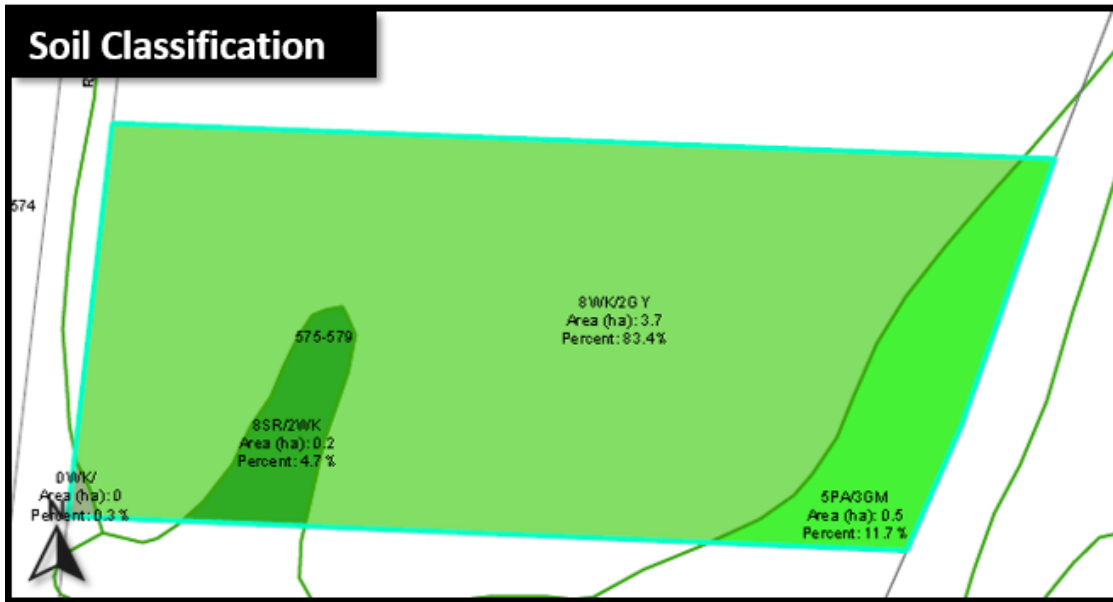 Soil Classification
R
574
8WK/2GY
Area (ha): 3.7
Percent: 83.4%
575-579
8SR/2WK
Area (ha): 0.2
Percent: 4.7%
0WK/
Area (ha): 0
Percent: 0.3%
N
5PA/3GM
Area (ha): 0.5
Percent: 11.7%